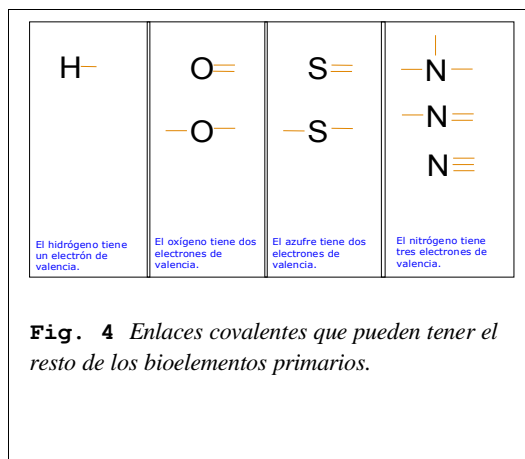 H
O
O
S
S
N
N
N
El hidrógeno tiene
un electrón de
valencia.
El oxígeno tiene dos
electrones de
valencia.
El azufre tiene dos
electrones de
valencia.
El nitrógeno tiene
tres electrones de
valencia.
Fig. 4 Enlaces covalentes que pueden tener el
resto de los bioelementos primarios.